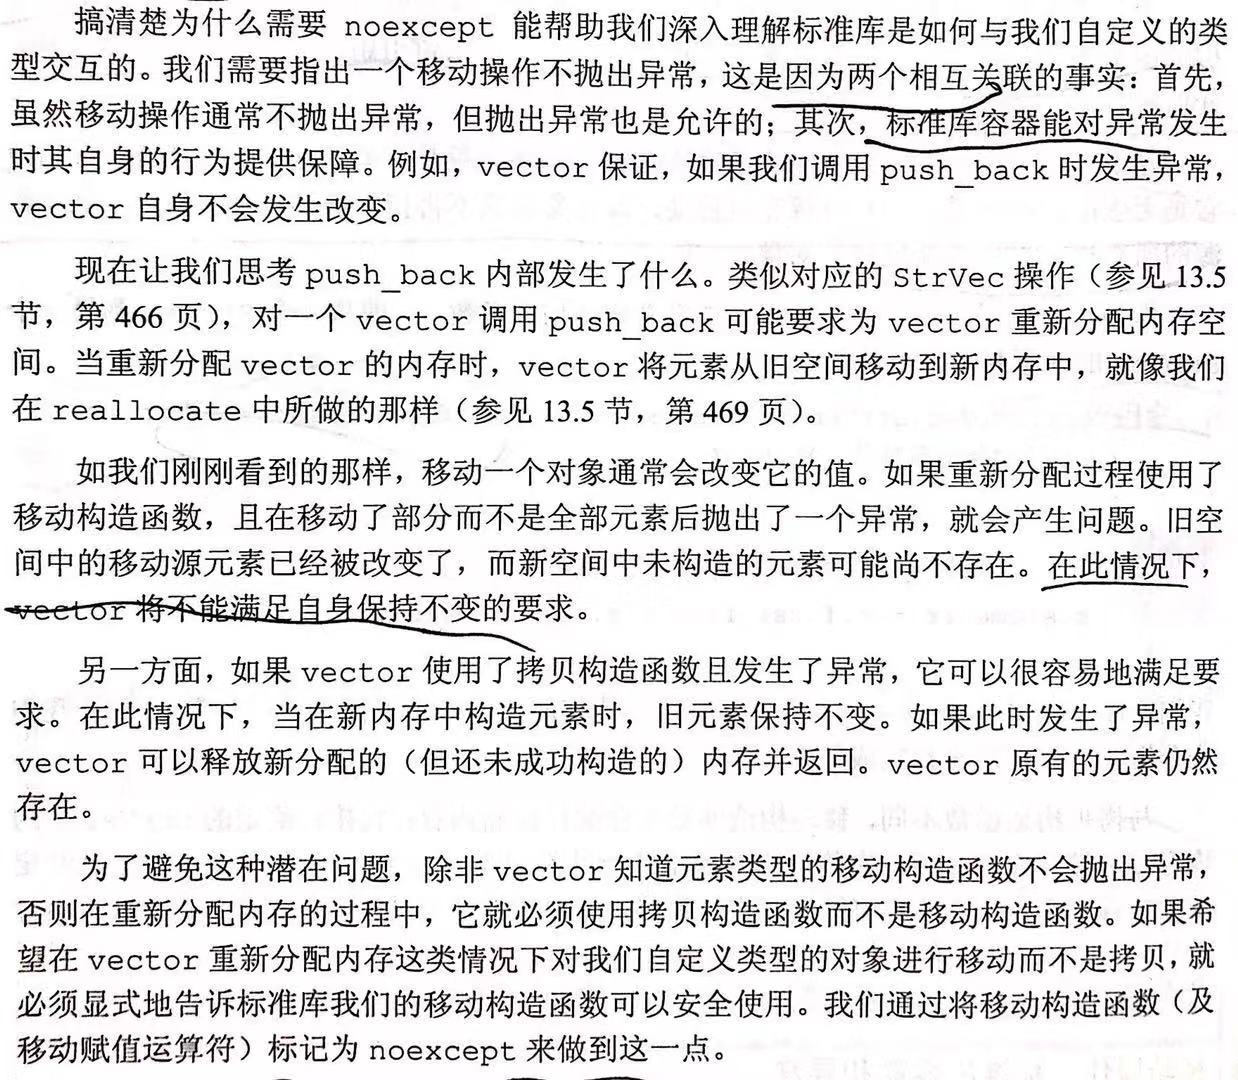 搞清楚为什么需要 noexcept 能帮助我们深入理解标准库是如何与我们自定义的类
型交互的。我们需要指出一个移动操作不抛出异常，这是因为两个相互关联的事实：首先，
虽然移动操作通常不抛出异常，但抛出异常也是允许的；其次，标准库容器能对异常发生
时其自身的行为提供保障。例如，vector 保证，如果我们调用 push_back 时发生异常，
vector 自身不会发生改变。
现在让我们思考 push_back 内部发生了什么。类似对应的 StrVec 操作（参见 13.5
节，第 466 页），对一个 vector 调用 push_back 可能要求为 vector 重新分配内存空
间。当重新分配 vector 的内存时，vector 将元素从旧空间移动到新内存中，就像我们
在 reallocate 中所做的那样（参见 13.5 节，第 469 页）。
如我们刚刚看到的那样，移动一个对象通常会改变它的值。如果重新分配过程使用了
移动构造函数，且在移动了部分而不是全部元素后抛出了一个异常，就会产生问题。旧空
间中的移动源元素已经被改变了，而新空间中未构造的元素可能尚不存在。在此情况下，
vector 将不能满足自身保持不变的要求。
另一方面，如果 vector 使用了拷贝构造函数且发生了异常，它可以很容易地满足要
求。在此情况下，当在新内存中构造元素时，旧元素保持不变。如果此时发生了异常，
vector 可以释放新分配的（但还未成功构造的）内存并返回。vector 原有的元素仍然
存在。
为了避免这种潜在问题，除非 vector 知道元素类型的移动构造函数不会抛出异常，
否则在重新分配内存的过程中，它就必须使用拷贝构造函数而不是移动构造函数。如果希
望在 vector 重新分配内存这类情况下对我们自定义类型的对象进行移动而不是拷贝，就
必须显式地告诉标准库我们的移动构造函数可以安全使用。我们通过将移动构造函数（及
移动赋值运算符）标记为 noexcept 来做到这一点。